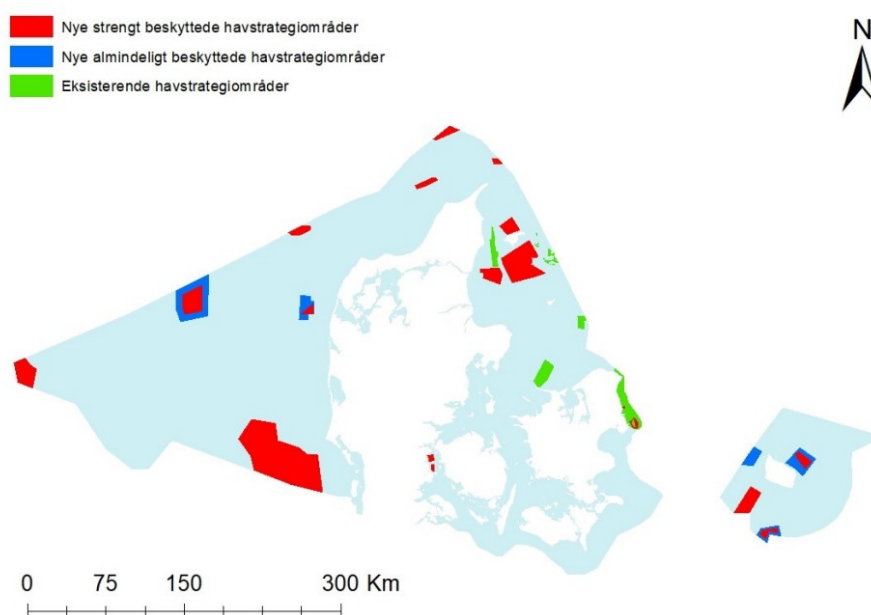 Nye strengt beskyttede havstrategiområder
Nye almindeligt beskyttede havstrategiområder
Eksisterende havstrategiområder
N
0 75 150 300 Km